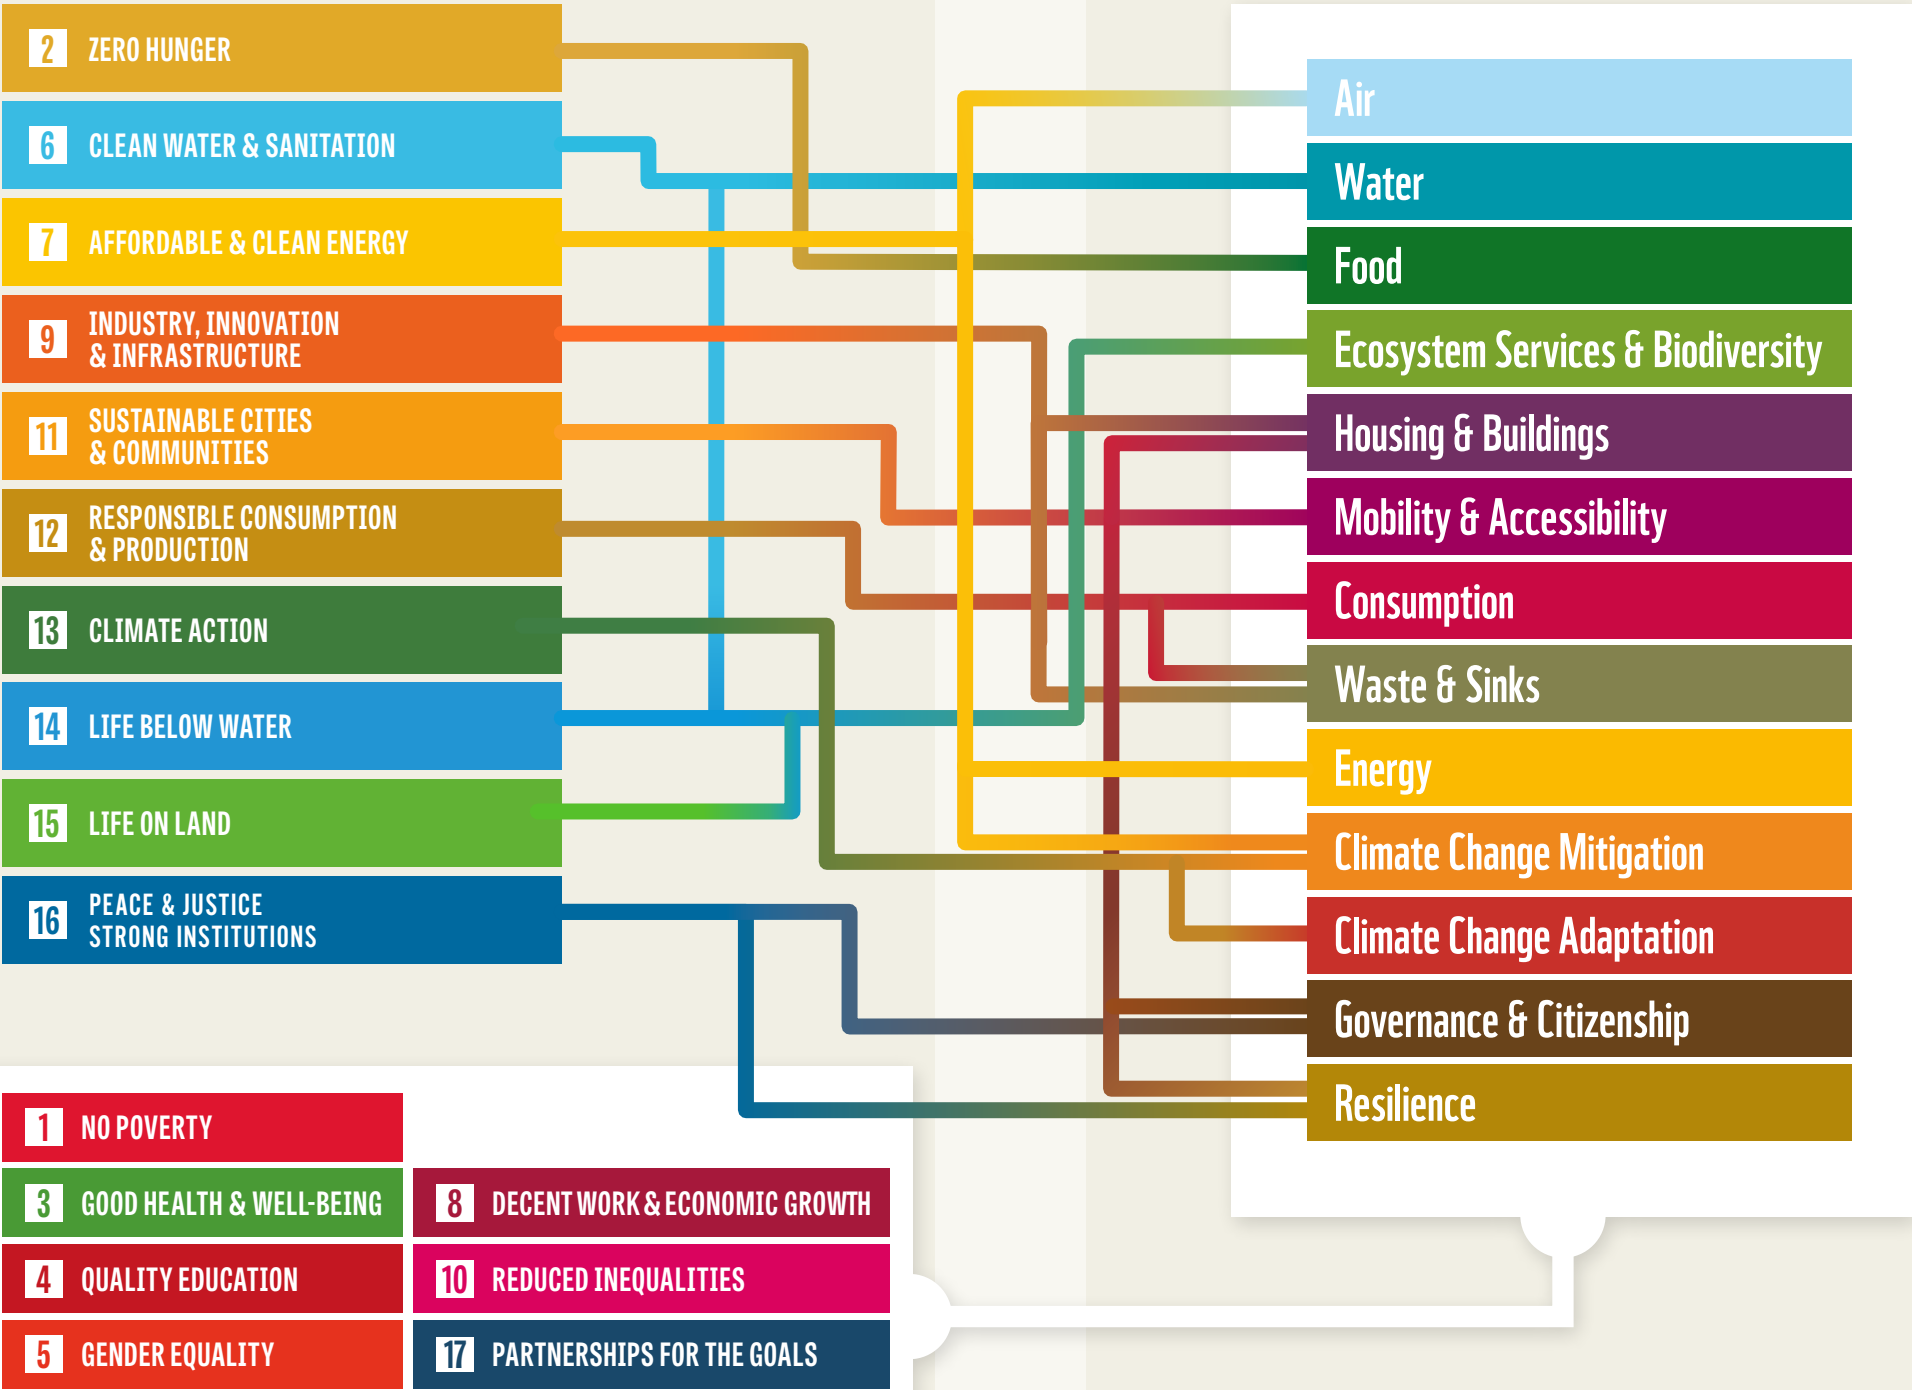 2 ZERO HUNGER
6 CLEAN WATER & SANITATION
7 AFFORDABLE & CLEAN ENERGY
9 INDUSTRY, INNOVATION
& INFRASTRUCTURE
11 SUSTAINABLE CITIES
& COMMUNITIES
12 RESPONSIBLE CONSUMPTION
& PRODUCTION
13 CLIMATE ACTION
14 LIFE BELOW WATER
15 LIFE ON LAND
16 PEACE & JUSTICE
STRONG INSTITUTIONS
Air
Water
Food
Ecosystem Services & Biodiversity
Housing & Buildings
Mobility & Accessibility
Consumption
Waste & Sinks
Energy
Climate Change Mitigation
Climate Change Adaptation
Governance & Citizenship
Resilience
1 NO POVERTY
3 GOOD HEALTH & WELL-BEING
4 QUALITY EDUCATION
5 GENDER EQUALITY
8 DECENT WORK & ECONOMIC GROWTH
10 REDUCED INEQUALITIES
17 PARTNERSHIPS FOR THE GOALS